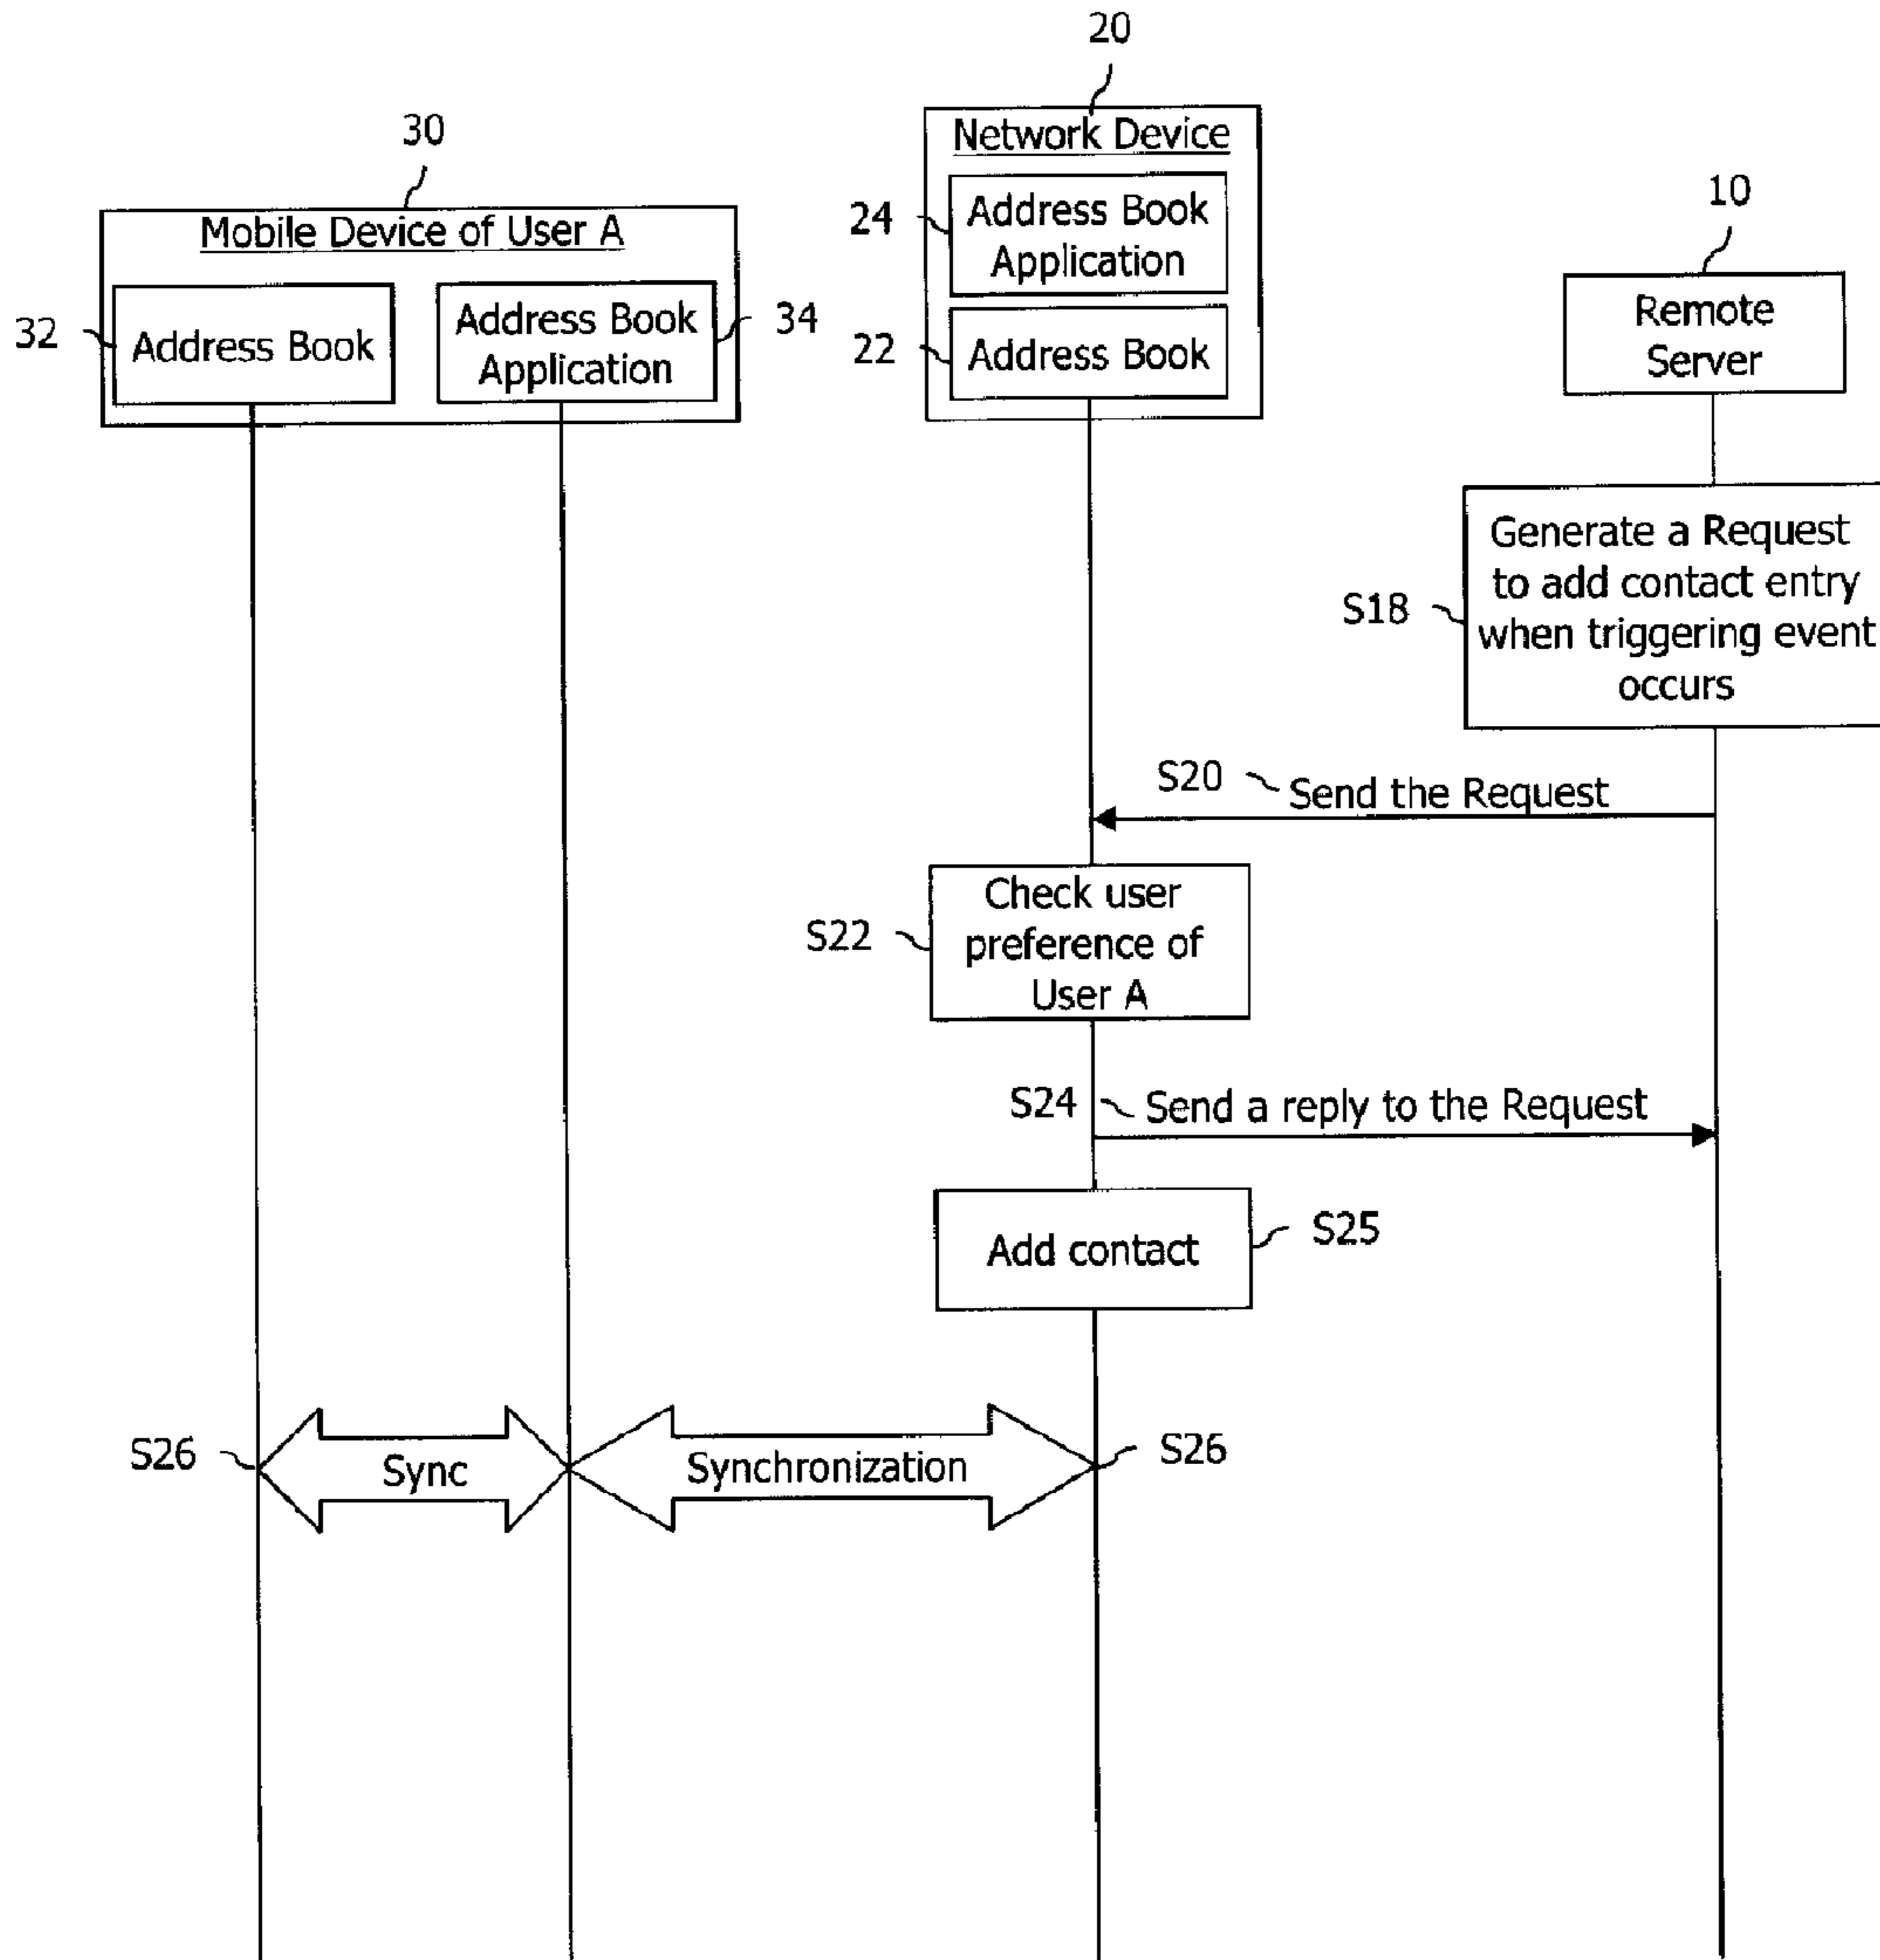 20
Network Device
24
Address Book
Application
22
Address Book
30
Mobile Device of User A
32
Address Book
Address Book
Application
34
10
Remote
Server
S18
Generate a Request
to add contact entry
when triggering event
occurs
S20
Send the Request
S22
Check user
preference of
User A
S24
Send a reply to the Request
Add contact
S25
S26
Sync
Synchronization
S26